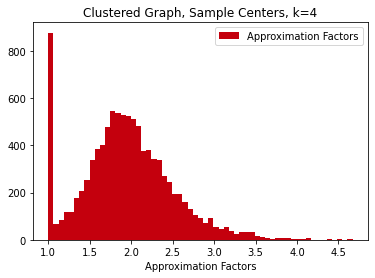 Clustered Graph, Sample Centers, k=4
Approximation Factors
800
600
400
200
0
1.0 1.5 2.0 2.5 3.0 3.5 4.0 4.5
Approximation Factors